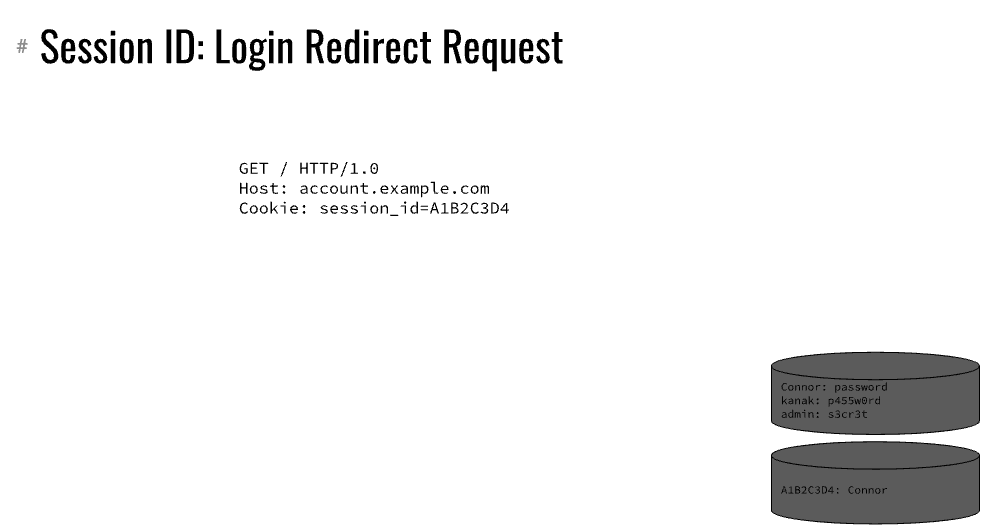 # Session ID: Login Redirect Request
GET / HTTP/1.0
Host: account.example.com
Cookie: session_id=A1B2C3D4
Connor: password
kanak: p455w0rd
admin: s3cr3t
A1B2C3D4: Connor